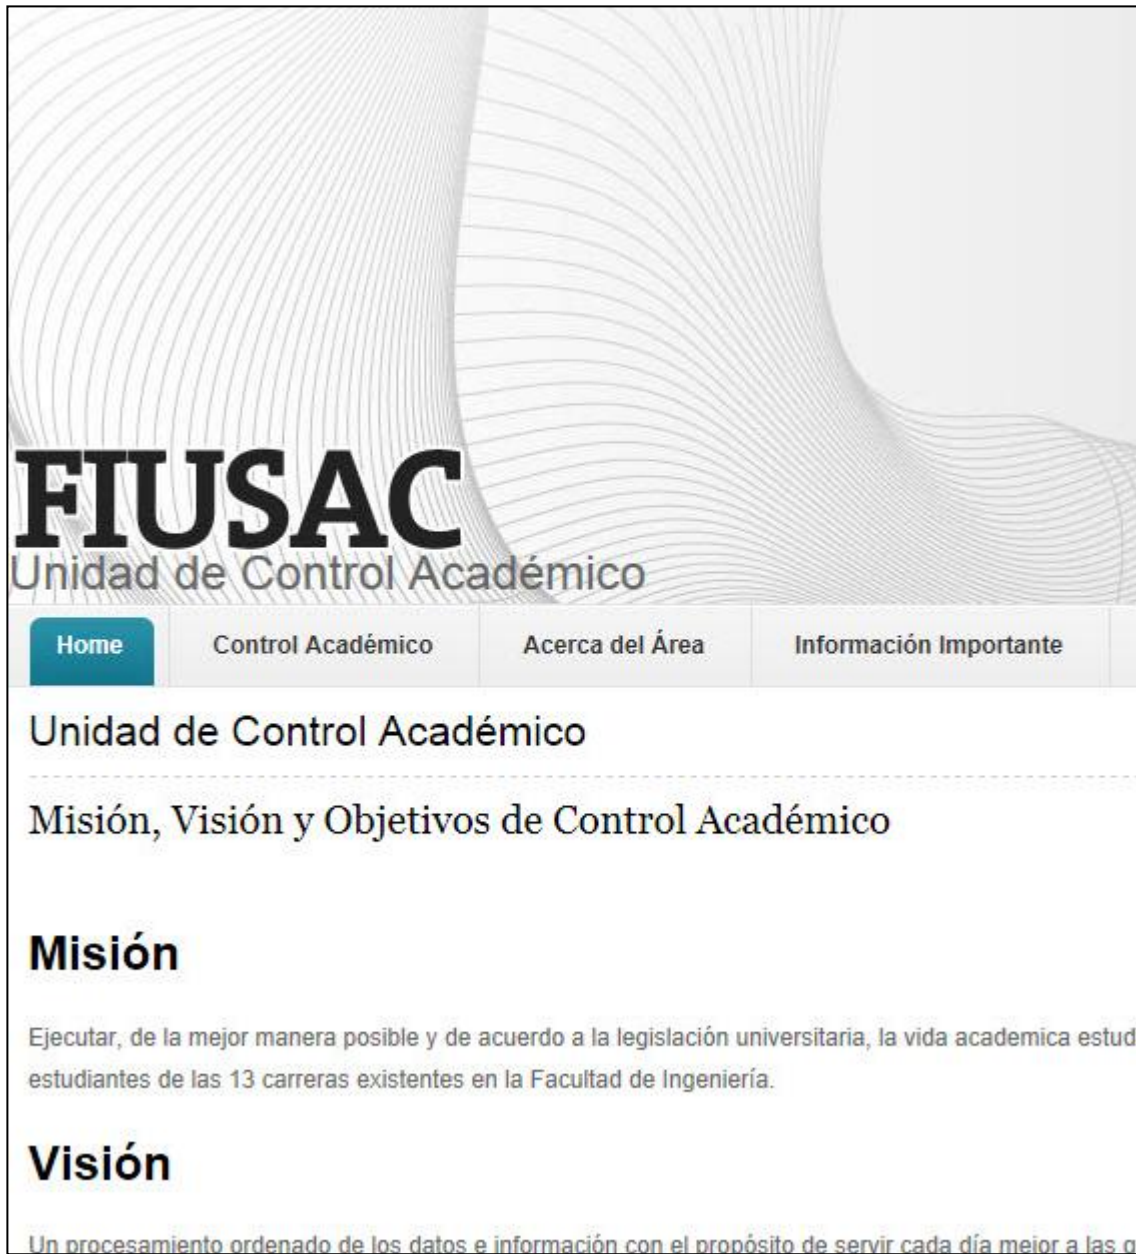 FIUSAC
Unidad de Control Académico
Home Control Académico Acerca del Área Información Importante
Unidad de Control Académico
Misión, Visión y Objetivos de Control Académico
Misión
Ejecutar, de la mejor manera posible y de acuerdo a la legislación universitaria, la vida academica estud
estudiantes de las 13 carreras existentes en la Facultad de Ingeniería.
Visión
Un procesamiento ordenado de los datos e información con el propósito de servir cada día mejor a las q